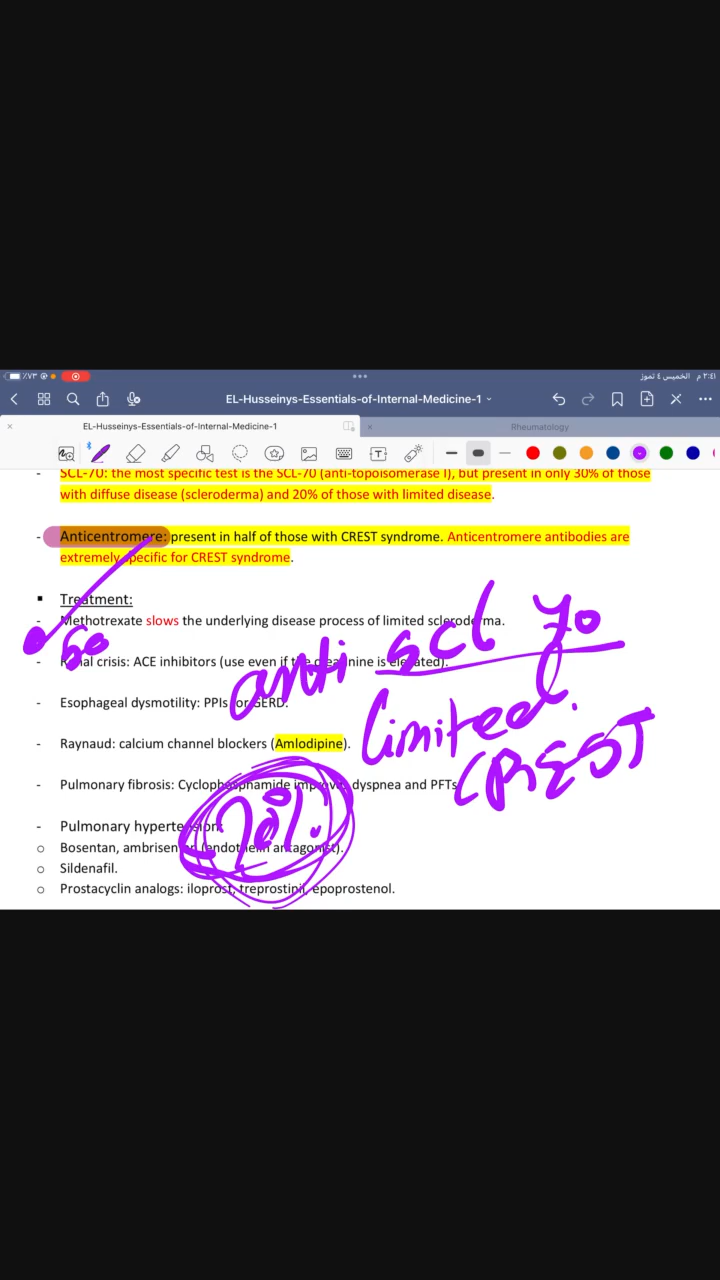 ٪٧٣
٣:٤١ م الخميس ٤ تموز
EL-Husseinys-Essentials-of-Internal-Medicine-1
EL-Husseinys-Essentials-of-Internal-Medicine-1
Rheumatology
- SCL-70: the most specific test is the SCL-70 (anti-topoisomerase I), but present in only 30% of those
with diffuse disease (scleroderma) and 20% of those with limited disease.
- Anticentromere: present in half of those with CREST syndrome. Anticentromere antibodies are
extremely specific for CREST syndrome.
▪ Treatment:
- Methotrexate slows the underlying disease process of limited scleroderma.
- Renal crisis: ACE inhibitors (use even if the creatinine is elevated).
- Esophageal dysmotility: PPIs for GERD.
- Raynaud: calcium channel blockers (Amlodipine).
- Pulmonary fibrosis: Cyclophosphamide improves dyspnea and PFTs
- Pulmonary hypertension:
o Bosentan, ambrisentan (endothelin antagonist).
o Sildenafil.
o Prostacyclin analogs: iloprost, treprostinil, epoprostenol.
50
anti scl 70
limited
CREST
20%